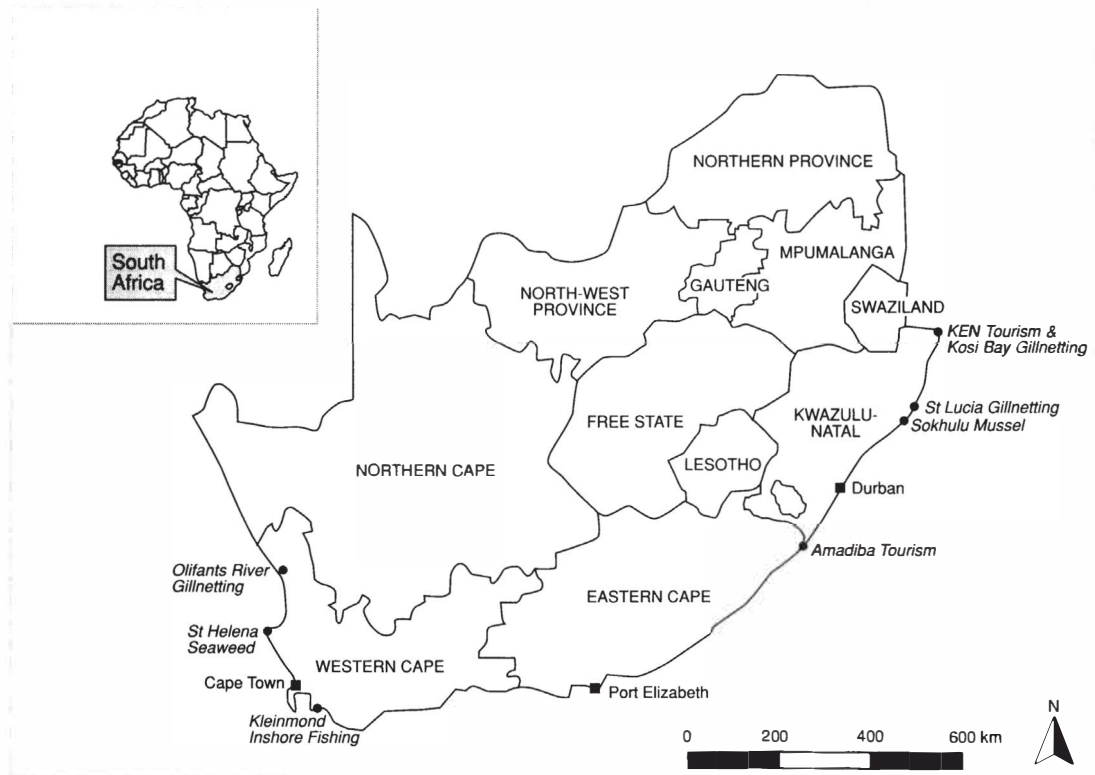 South
Africa
NORTHERN PROVINCE
MPUMALANGA
GAUTENG
NORTH-WEST
PROVINCE
SWAZILAND
KEN Tourism &
Kosi Bay Gillnetting
St Lucia Gillnetting
Sokhulu Mussel
KWAZULU-
NATAL
FREE STATE
LESOTHO
NORTHERN CAPE
Durban
Amadiba Tourism
Olifants River
Gillnetting
EASTERN CAPE
St Helena
Seaweed
WESTERN CAPE
Cape Town
Port Elizabeth
Kleinmond
Inshore Fishing
N
0 200 400 600 km